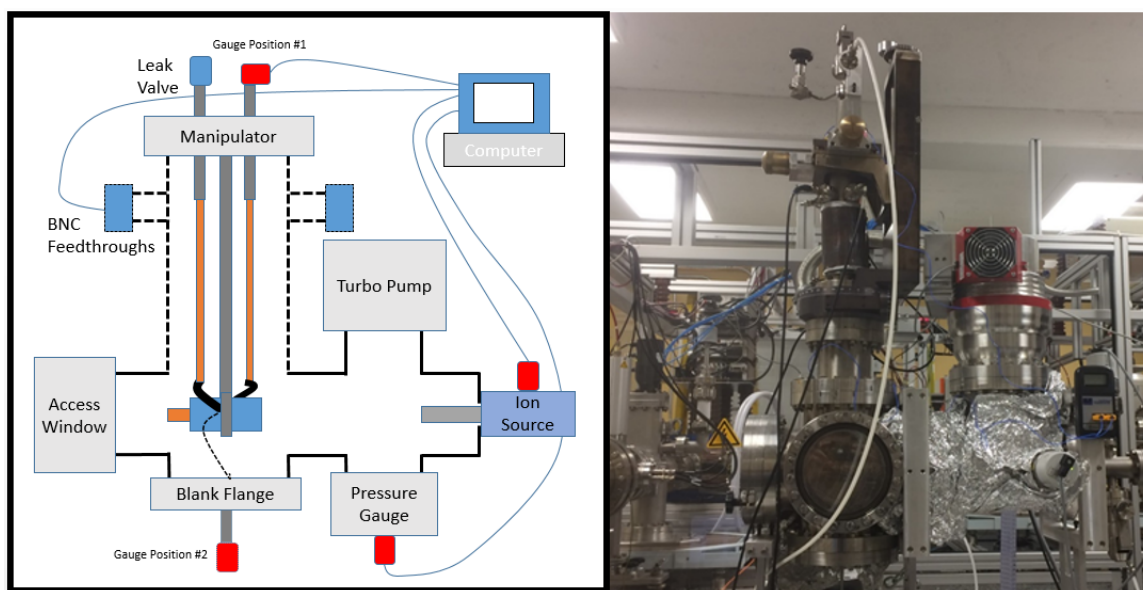 Gauge Position #1
Leak
Valve
Manipulator
Computer
BNC
Feedthroughs
Turbo Pump
Access
Window
Ion
Source
Blank Flange
Pressure
Gauge
Gauge Position #2